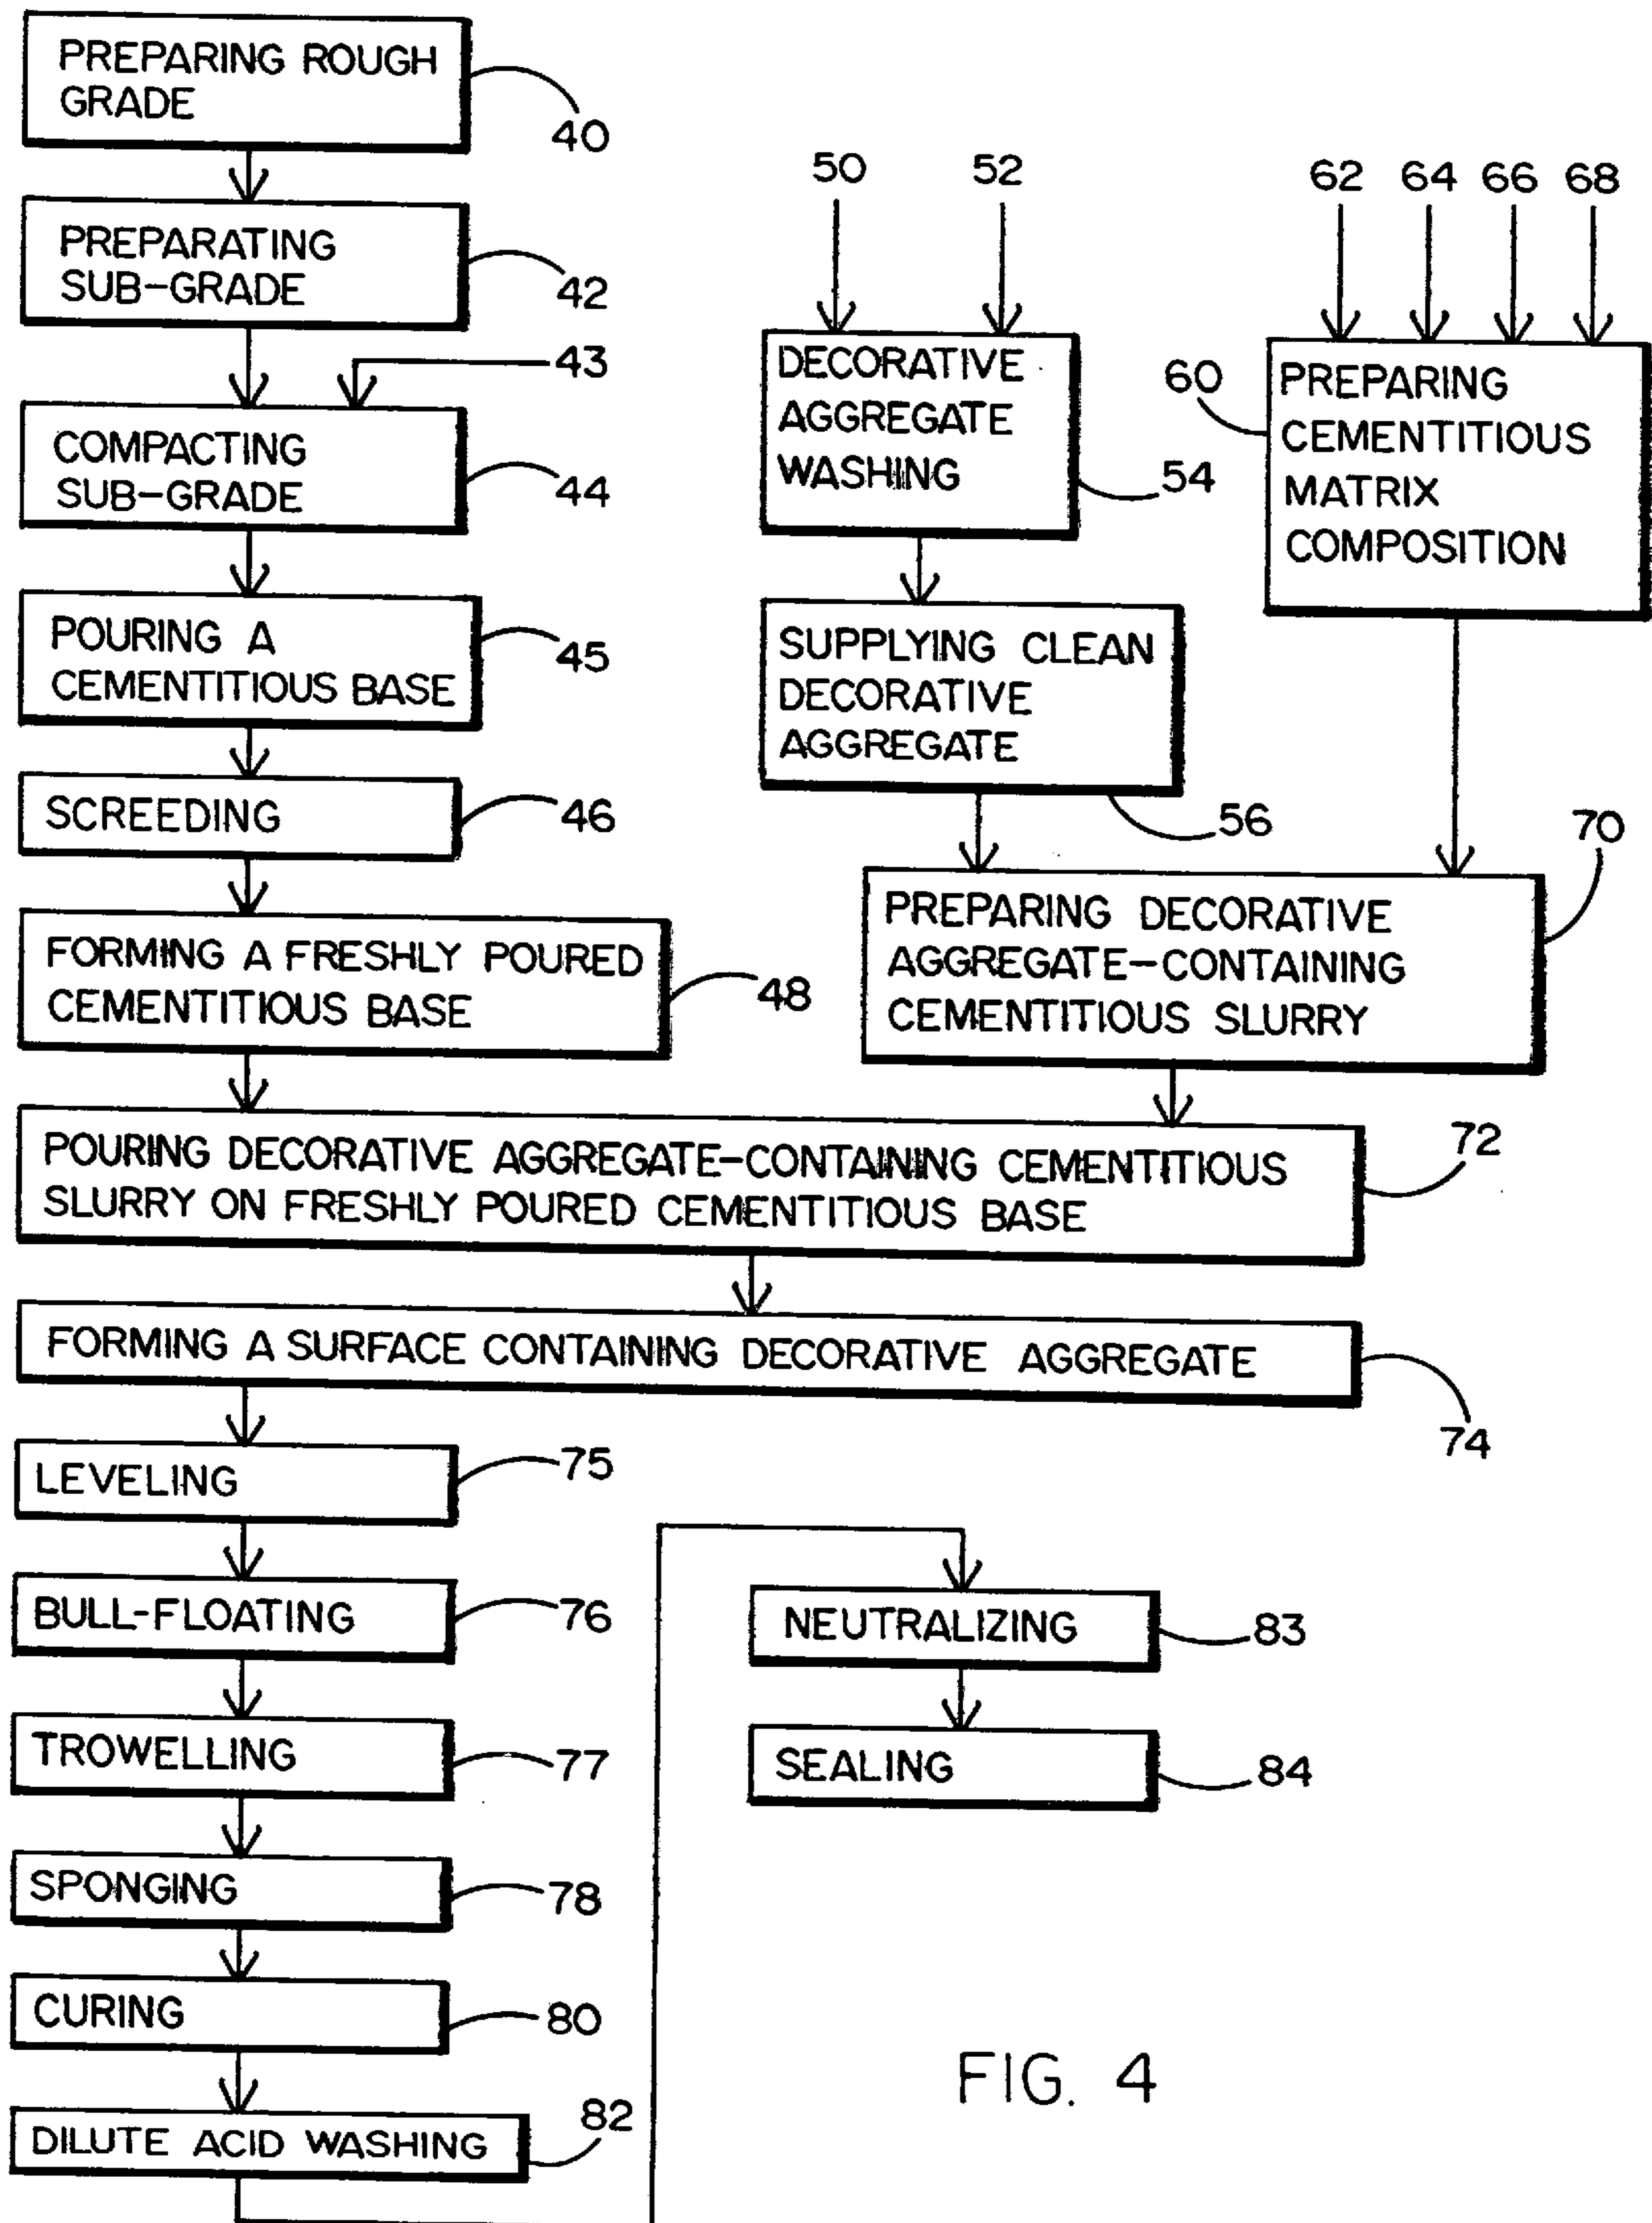 PREPARING ROUGH
GRADE
40
PREPARATING
SUB-GRADE
42
43
COMPACTING
SUB-GRADE
44
POURING A
CEMENTITIOUS BASE
45
SCREEDING
46
FORMING A FRESHLY POURED
CEMENTITIOUS BASE
48
50 52
DECORATIVE
AGGREGATE
WASHING
54
SUPPLYING CLEAN
DECORATIVE
AGGREGATE
56
62 64 66 68
60
PREPARING
CEMENTITIOUS
MATRIX
COMPOSITION
70
PREPARING DECORATIVE
AGGREGATE-CONTAINING
CEMENTITIOUS SLURRY
POURING DECORATIVE AGGREGATE-CONTAINING CEMENTITIOUS
SLURRY ON FRESHLY POURED CEMENTITIOUS BASE
72
FORMING A SURFACE CONTAINING DECORATIVE AGGREGATE
74
LEVELING
75
BULL-FLOATING
76
TROWELLING
77
SPONGING
78
CURING
80
DILUTE ACID WASHING
82
NEUTRALIZING
83
SEALING
84
FIG. 4